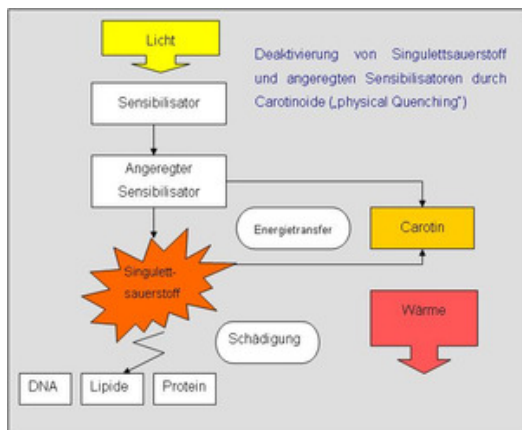 Licht
Deaktivierung von Singulettsauerstoff
und angeregten Sensibilisatoren durch
Carotinoide („physical Quenching“)
Sensibilisator
Angeregter
Sensibilisator
Energietransfer
Carotin
Singulett-
sauerstoff
Wärme
Schädigung
DNA
Lipide
Protein